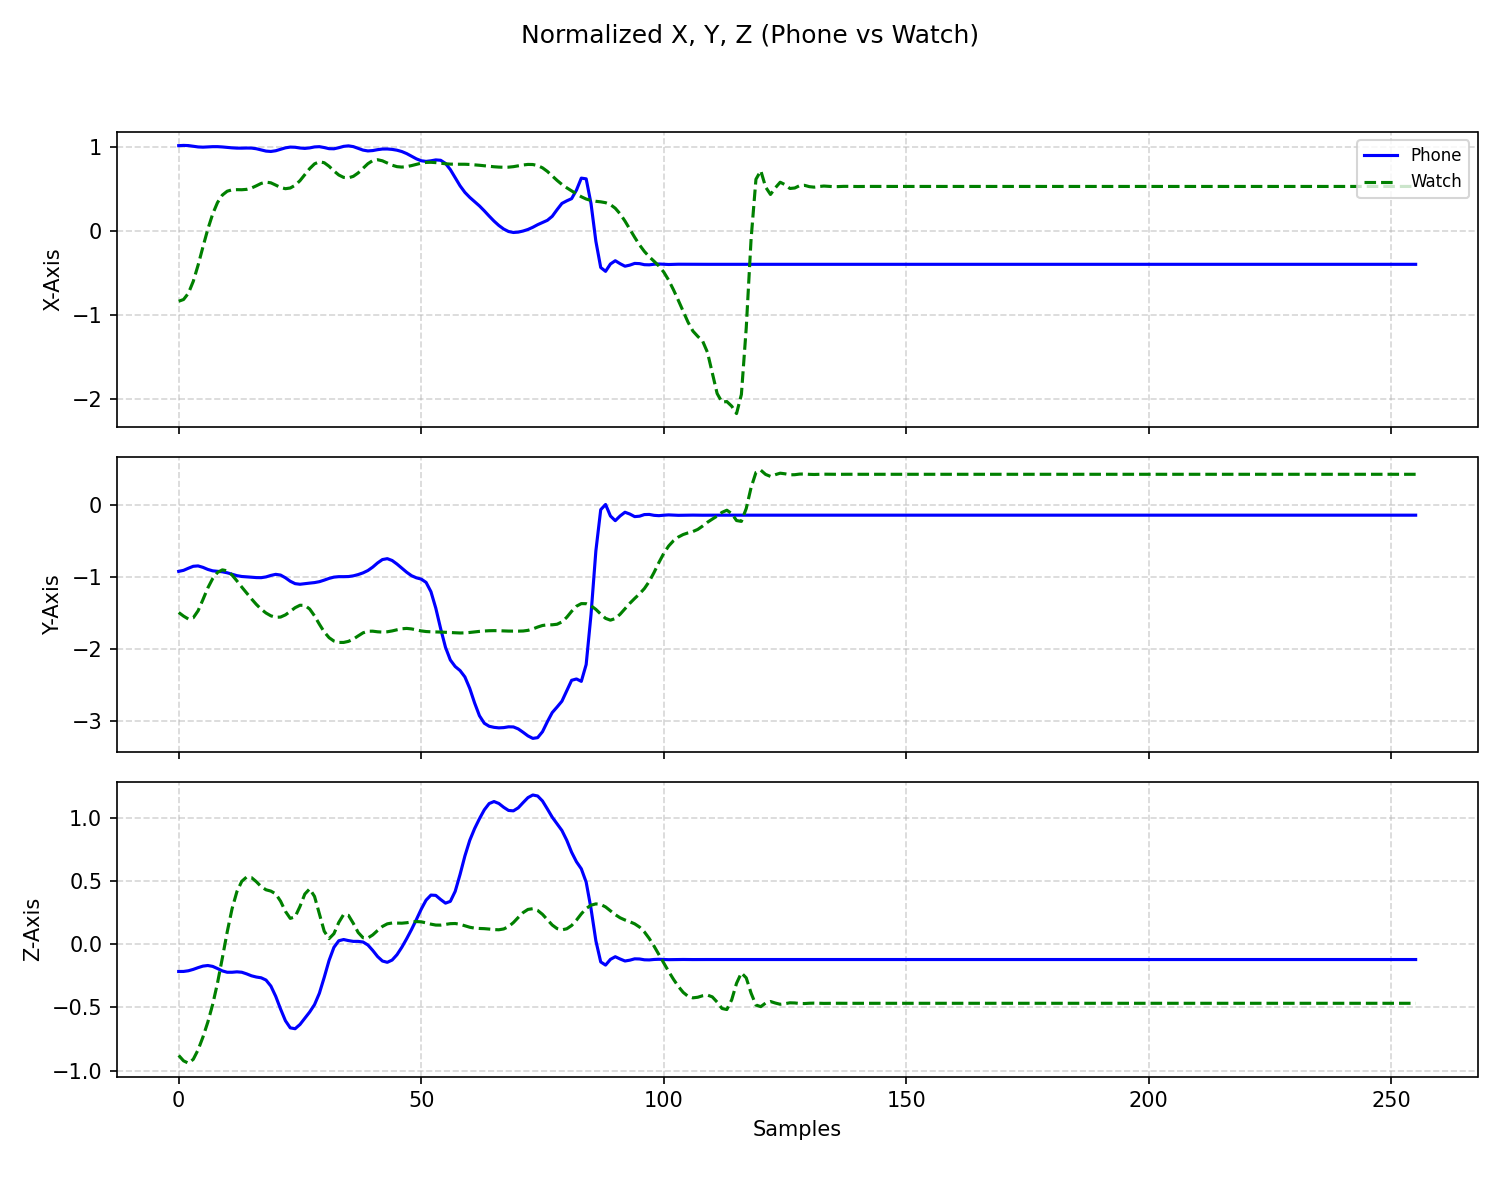 Normalized X, Y, Z (Phone vs Watch)
1
0
−1
−2
X-Axis
Phone
Watch
0
−1
−2
−3
Y-Axis
1.0
0.5
0.0
−0.5
−1.0
Z-Axis
0 50 100 150 200 250
Samples